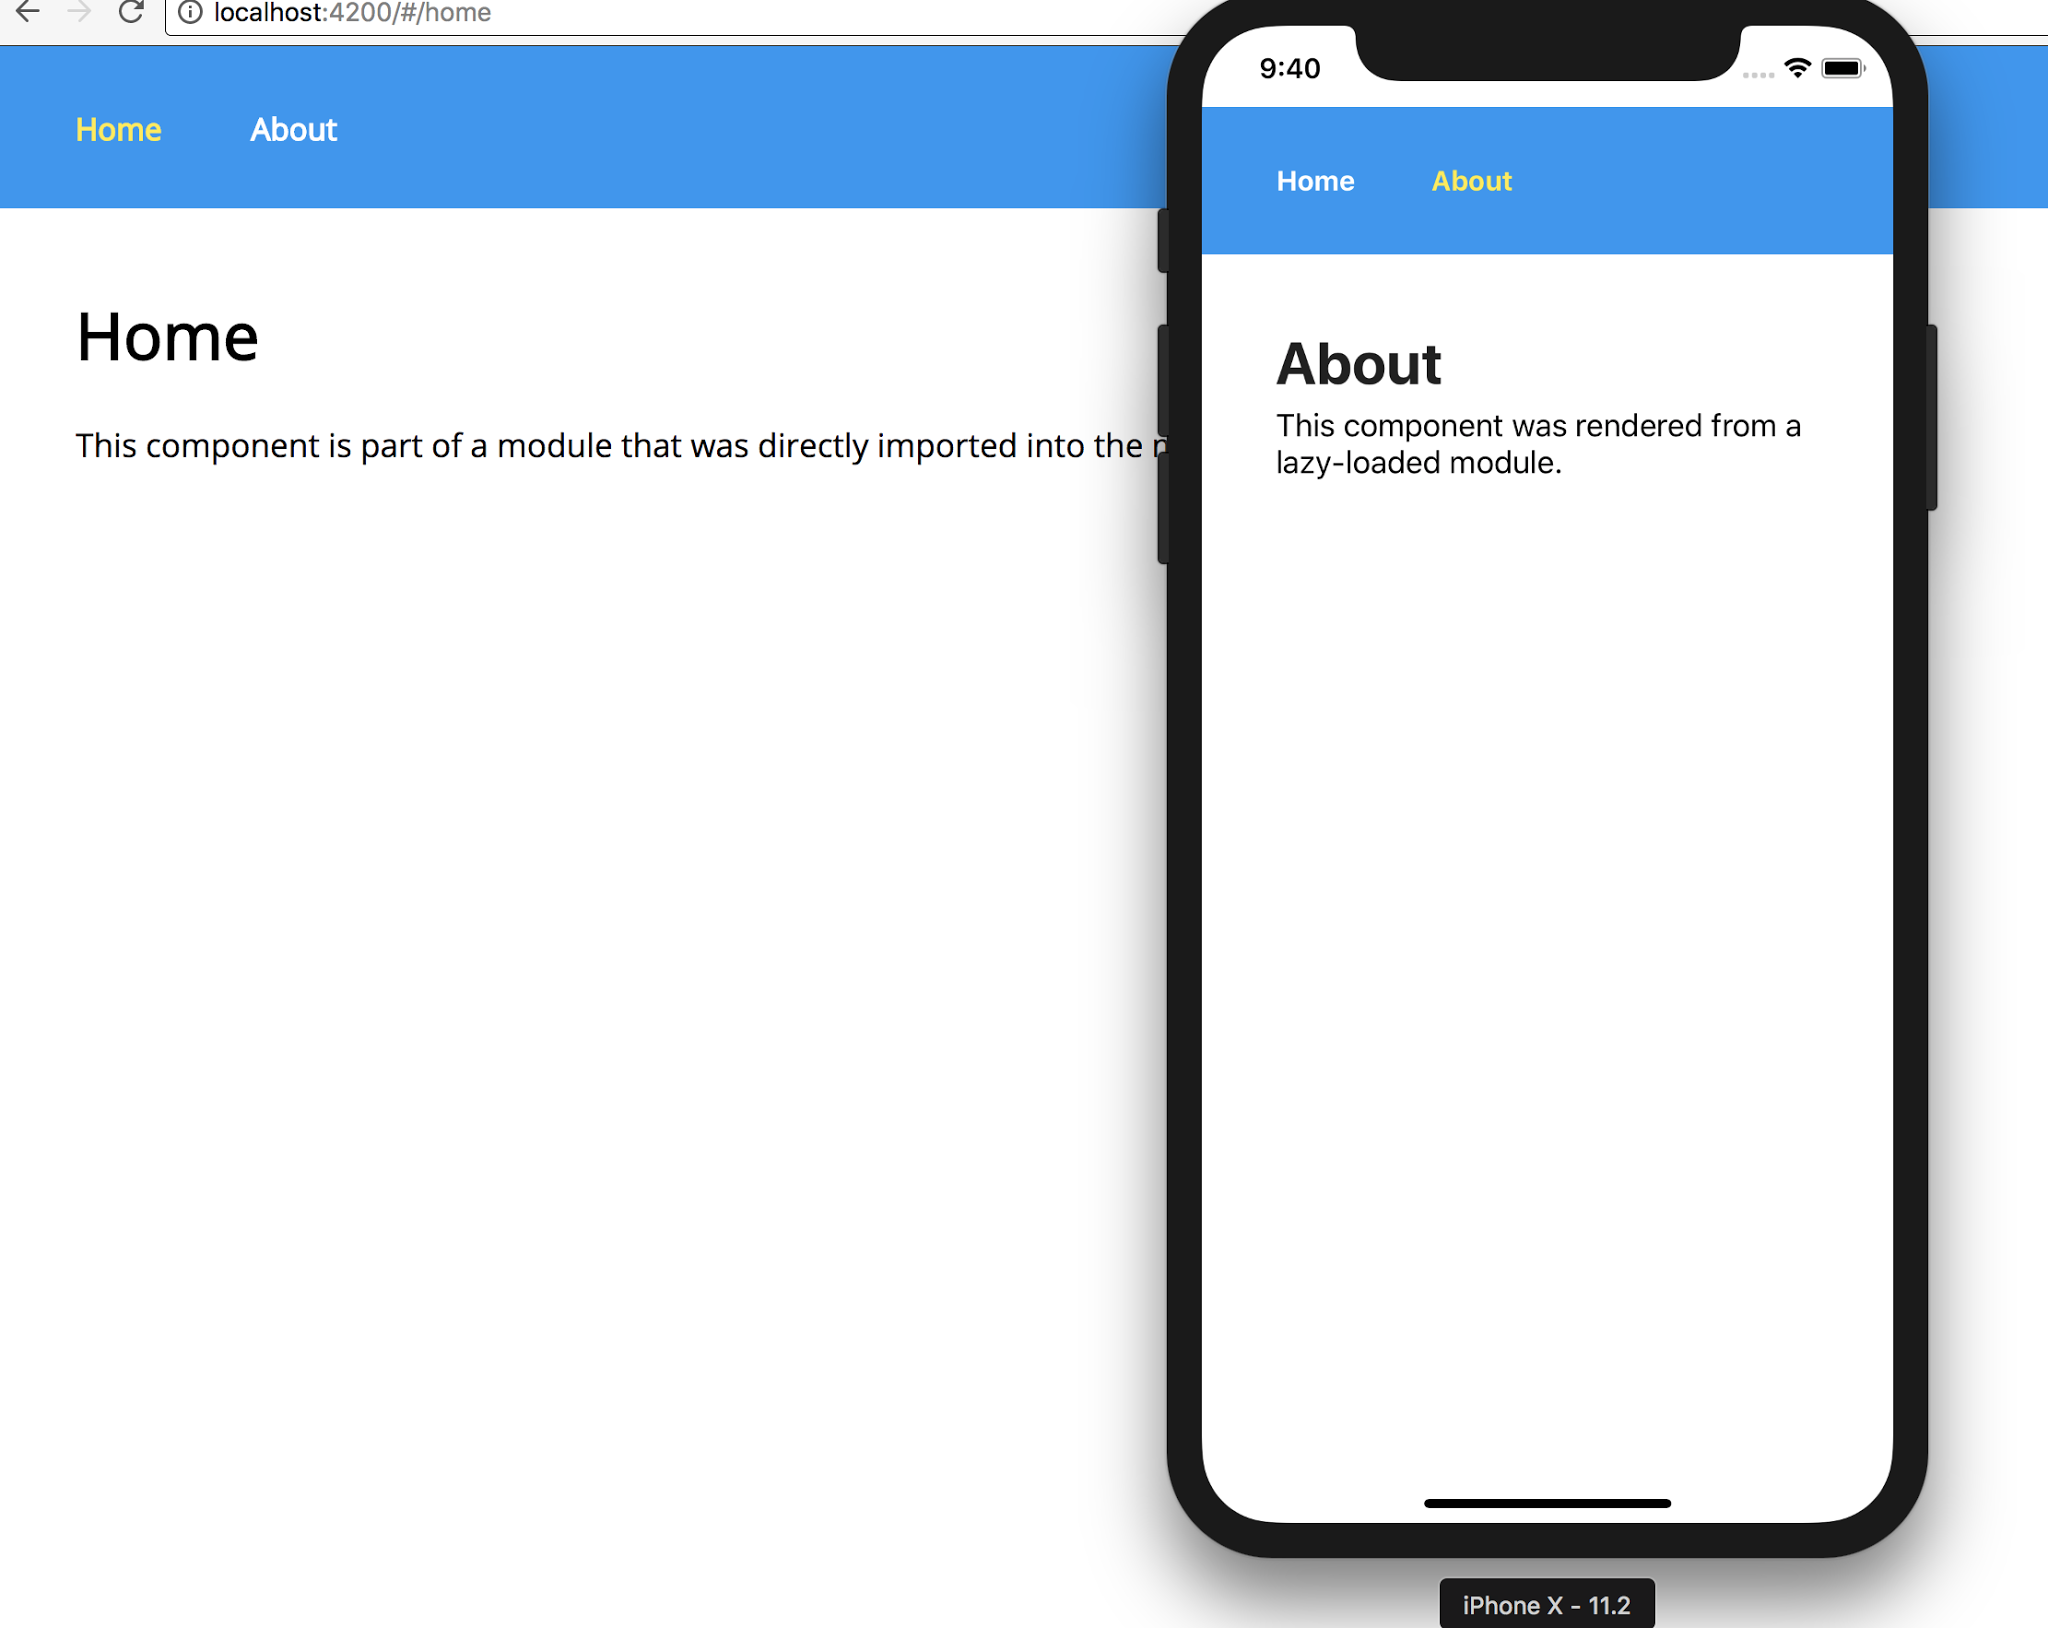 localhost:4200/#/home
Home About
Home
This component is part of a module that was directly imported into the
9:40
Home About
About
This component was rendered from a
lazy-loaded module.
iPhone X - 11.2